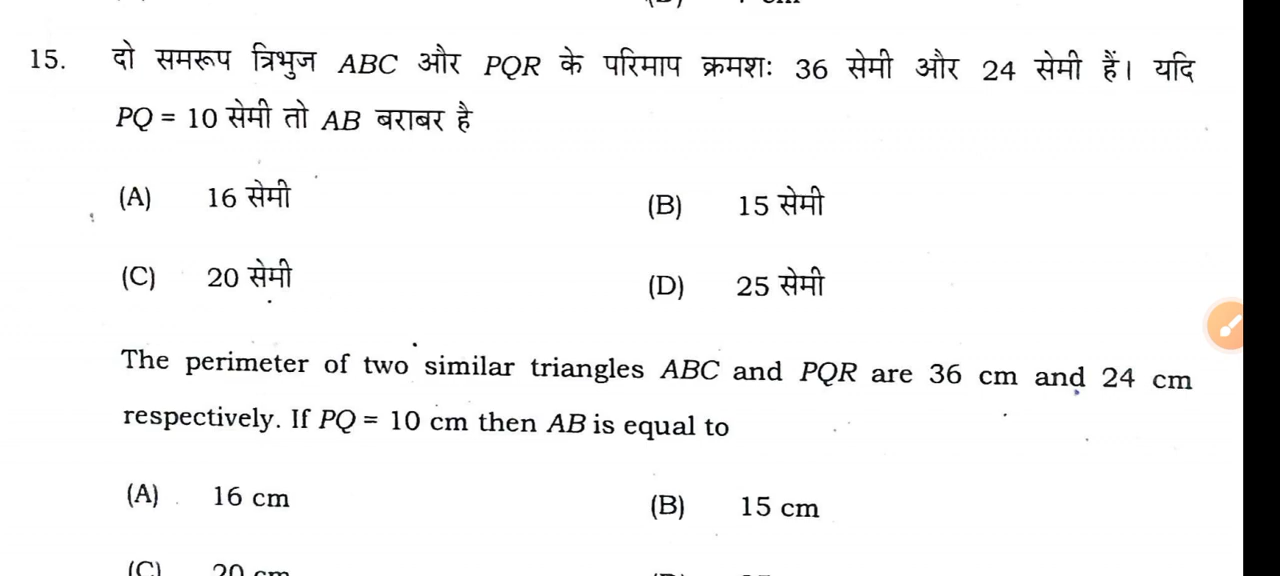 15. दो समरूप त्रिभुज ABC और PQR के परिमाप क्रमशः 36 सेमी और 24 सेमी हैं। यदि
PQ = 10 सेमी तो AB बराबर है
(A) 16 सेमी (B) 15 सेमी
(C) 20 सेमी (D) 25 सेमी
The perimeter of two similar triangles ABC and PQR are 36 cm and 24 cm
respectively. If PQ = 10 cm then AB is equal to
(A) 16 cm (B) 15 cm
(C) 20 cm